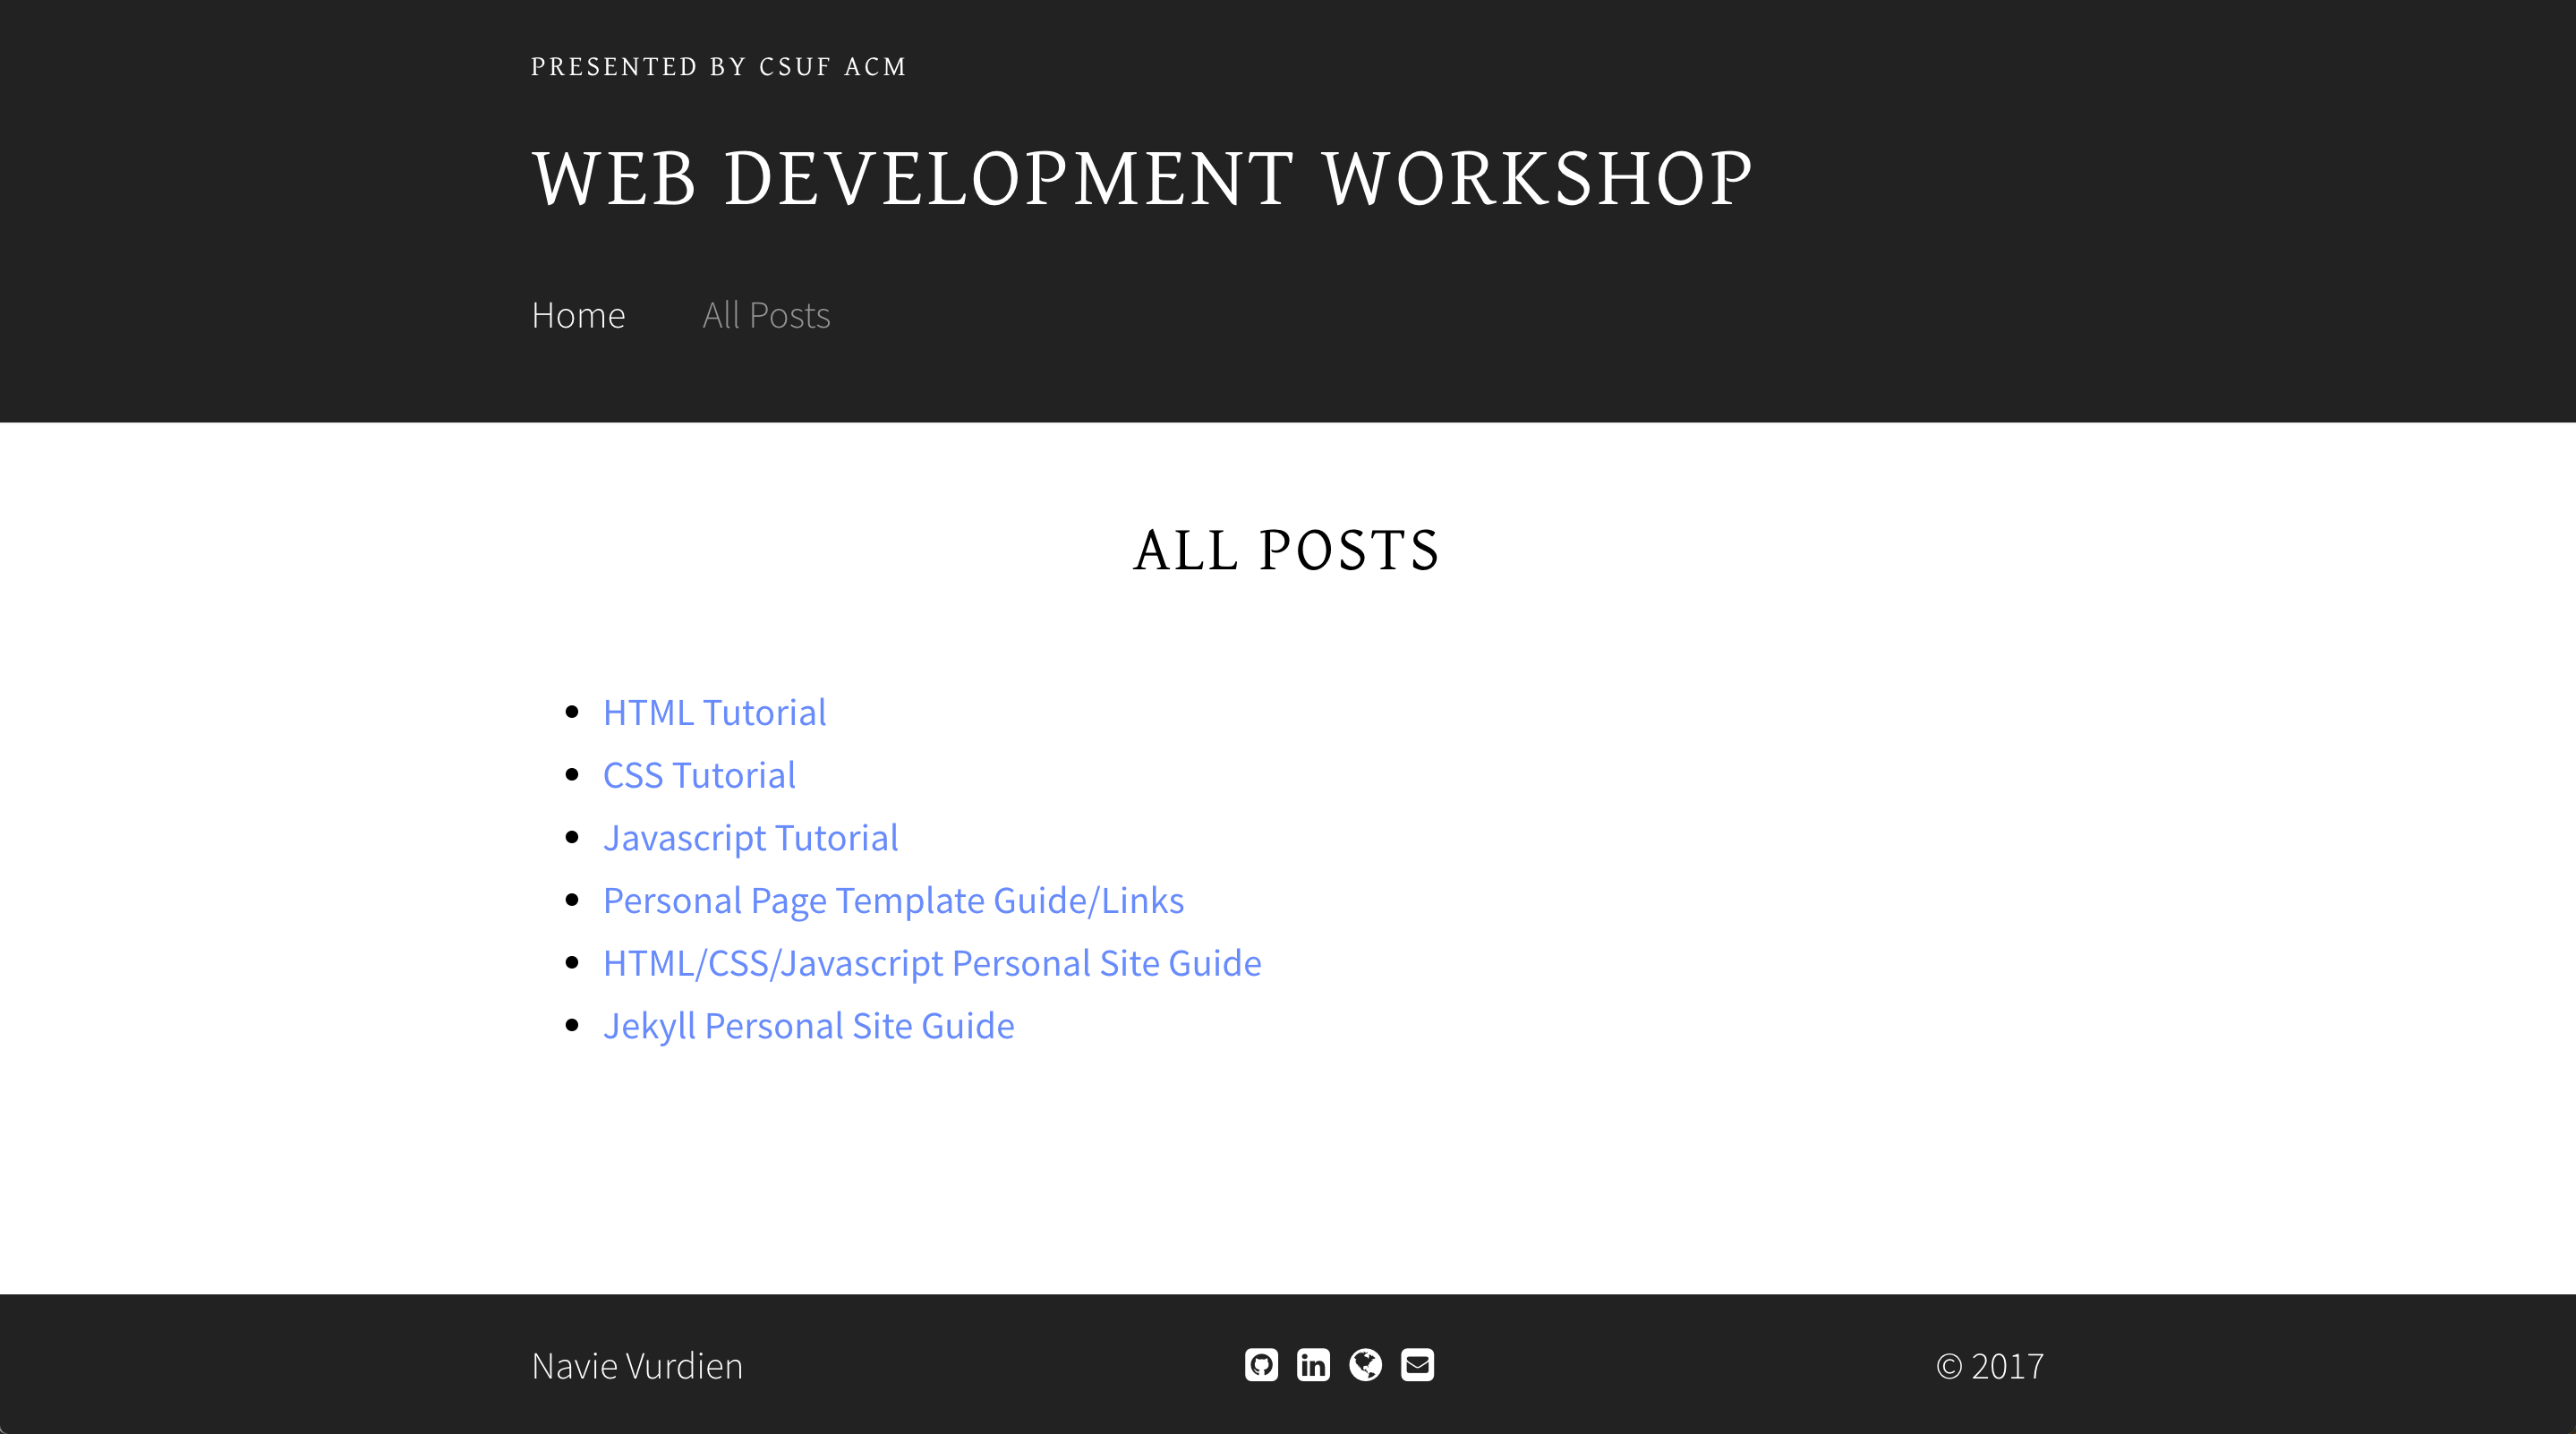 PRESENTED BY CSUF ACM
WEB DEVELOPMENT WORKSHOP
Home All Posts
ALL POSTS
HTML Tutorial
CSS Tutorial
Javascript Tutorial
Personal Page Template Guide/Links
HTML/CSS/Javascript Personal Site Guide
Jekyll Personal Site Guide
Navie Vurdien in © 2017